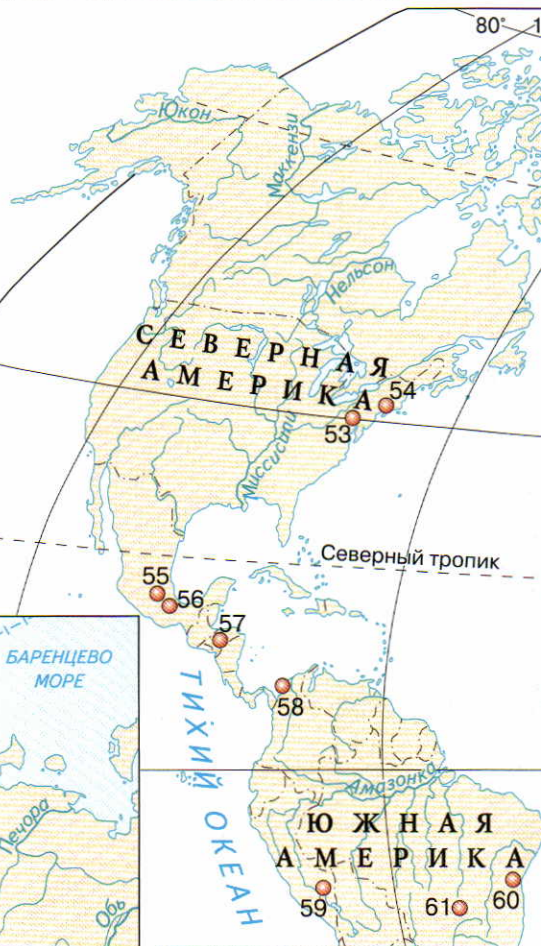 80° 1
Юкон
Маккензи
Нельсон
СЕВЕРНАЯ
АМЕРИКА
54
53
Миссисипи
Северный тропик
55
56
57
58
БАРЕНЦЕВО
МОРЕ
Печора
Обь
ТИХИЙ ОКЕАН
Амазонка
ЮЖНАЯ
АМЕРИКА
59
61
60